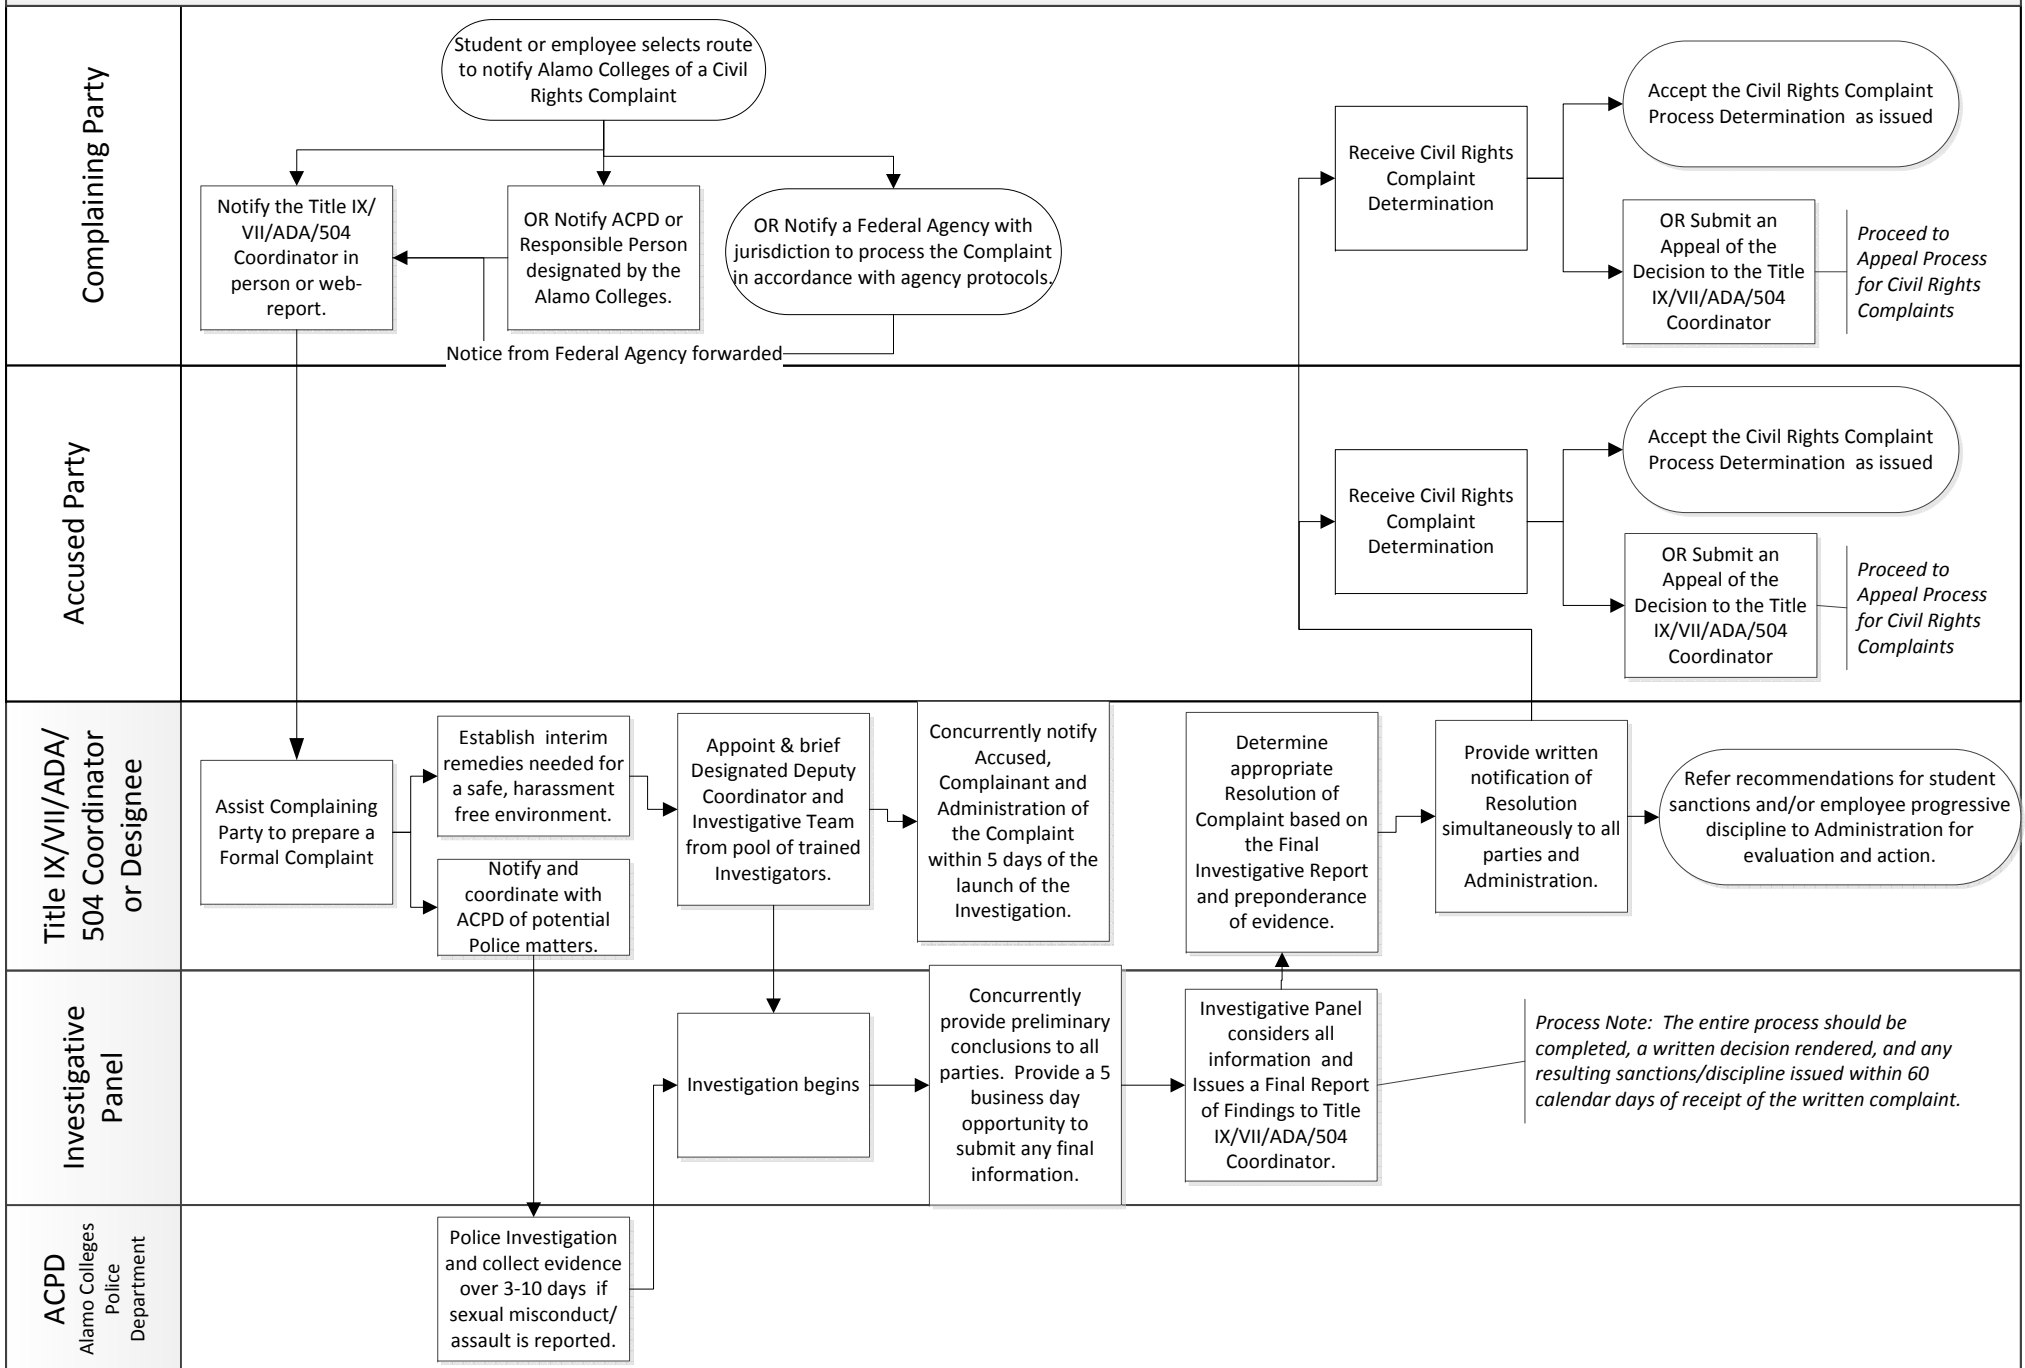 Complaining Party
Student or employee selects route
to notify Alamo Colleges of a Civil
Rights Complaint
Notify the Title IX/
VII/ADA/504
Coordinator in
person or web-
report.
OR Notify ACPD or
Responsible Person
designated by the
Alamo Colleges.
OR Notify a Federal Agency with
jurisdiction to process the Complaint
in accordance with agency protocols.
Notice from Federal Agency forwarded
Receive Civil Rights
Complaint
Determination
Accept the Civil Rights Complaint
Process Determination as issued
OR Submit an
Appeal of the
Decision to the Title
IX/VII/ADA/504
Coordinator
Proceed to
Appeal Process
for Civil Rights
Complaints
Accused Party
Receive Civil Rights
Complaint
Determination
Accept the Civil Rights Complaint
Process Determination as issued
OR Submit an
Appeal of the
Decision to the Title
IX/VII/ADA/504
Coordinator
Proceed to
Appeal Process
for Civil Rights
Complaints
Title IX/VII/ADA/
504 Coordinator
or Designee
Assist Complaining
Party to prepare a
Formal Complaint
Establish interim
remedies needed for
a safe, harassment
free environment.
Notify and
coordinate with
ACPD of potential
Police matters.
Appoint & brief
Designated Deputy
Coordinator and
Investigative Team
from pool of trained
Investigators.
Concurrently notify
Accused,
Complainant and
Administration of
the Complaint
within 5 days of the
launch of the
Investigation.
Determine
appropriate
Resolution of
Complaint based on
the Final
Investigative Report
and preponderance
of evidence.
Provide written
notification of
Resolution
simultaneously to all
parties and
Administration.
Refer recommendations for student
sanctions and/or employee progressive
discipline to Administration for
evaluation and action.
Investigative
Panel
Investigation begins
Concurrently
provide preliminary
conclusions to all
parties. Provide a 5
business day
opportunity to
submit any final
information.
Investigative Panel
considers all
information and
Issues a Final Report
of Findings to Title
IX/VII/ADA/504
Coordinator.
Process Note: The entire process should be
completed, a written decision rendered, and any
resulting sanctions/discipline issued within 60
calendar days of receipt of the written complaint.
ACPD
Alamo Colleges
Police
Department
Police Investigation
and collect evidence
over 3-10 days if
sexual misconduct/
assault is reported.